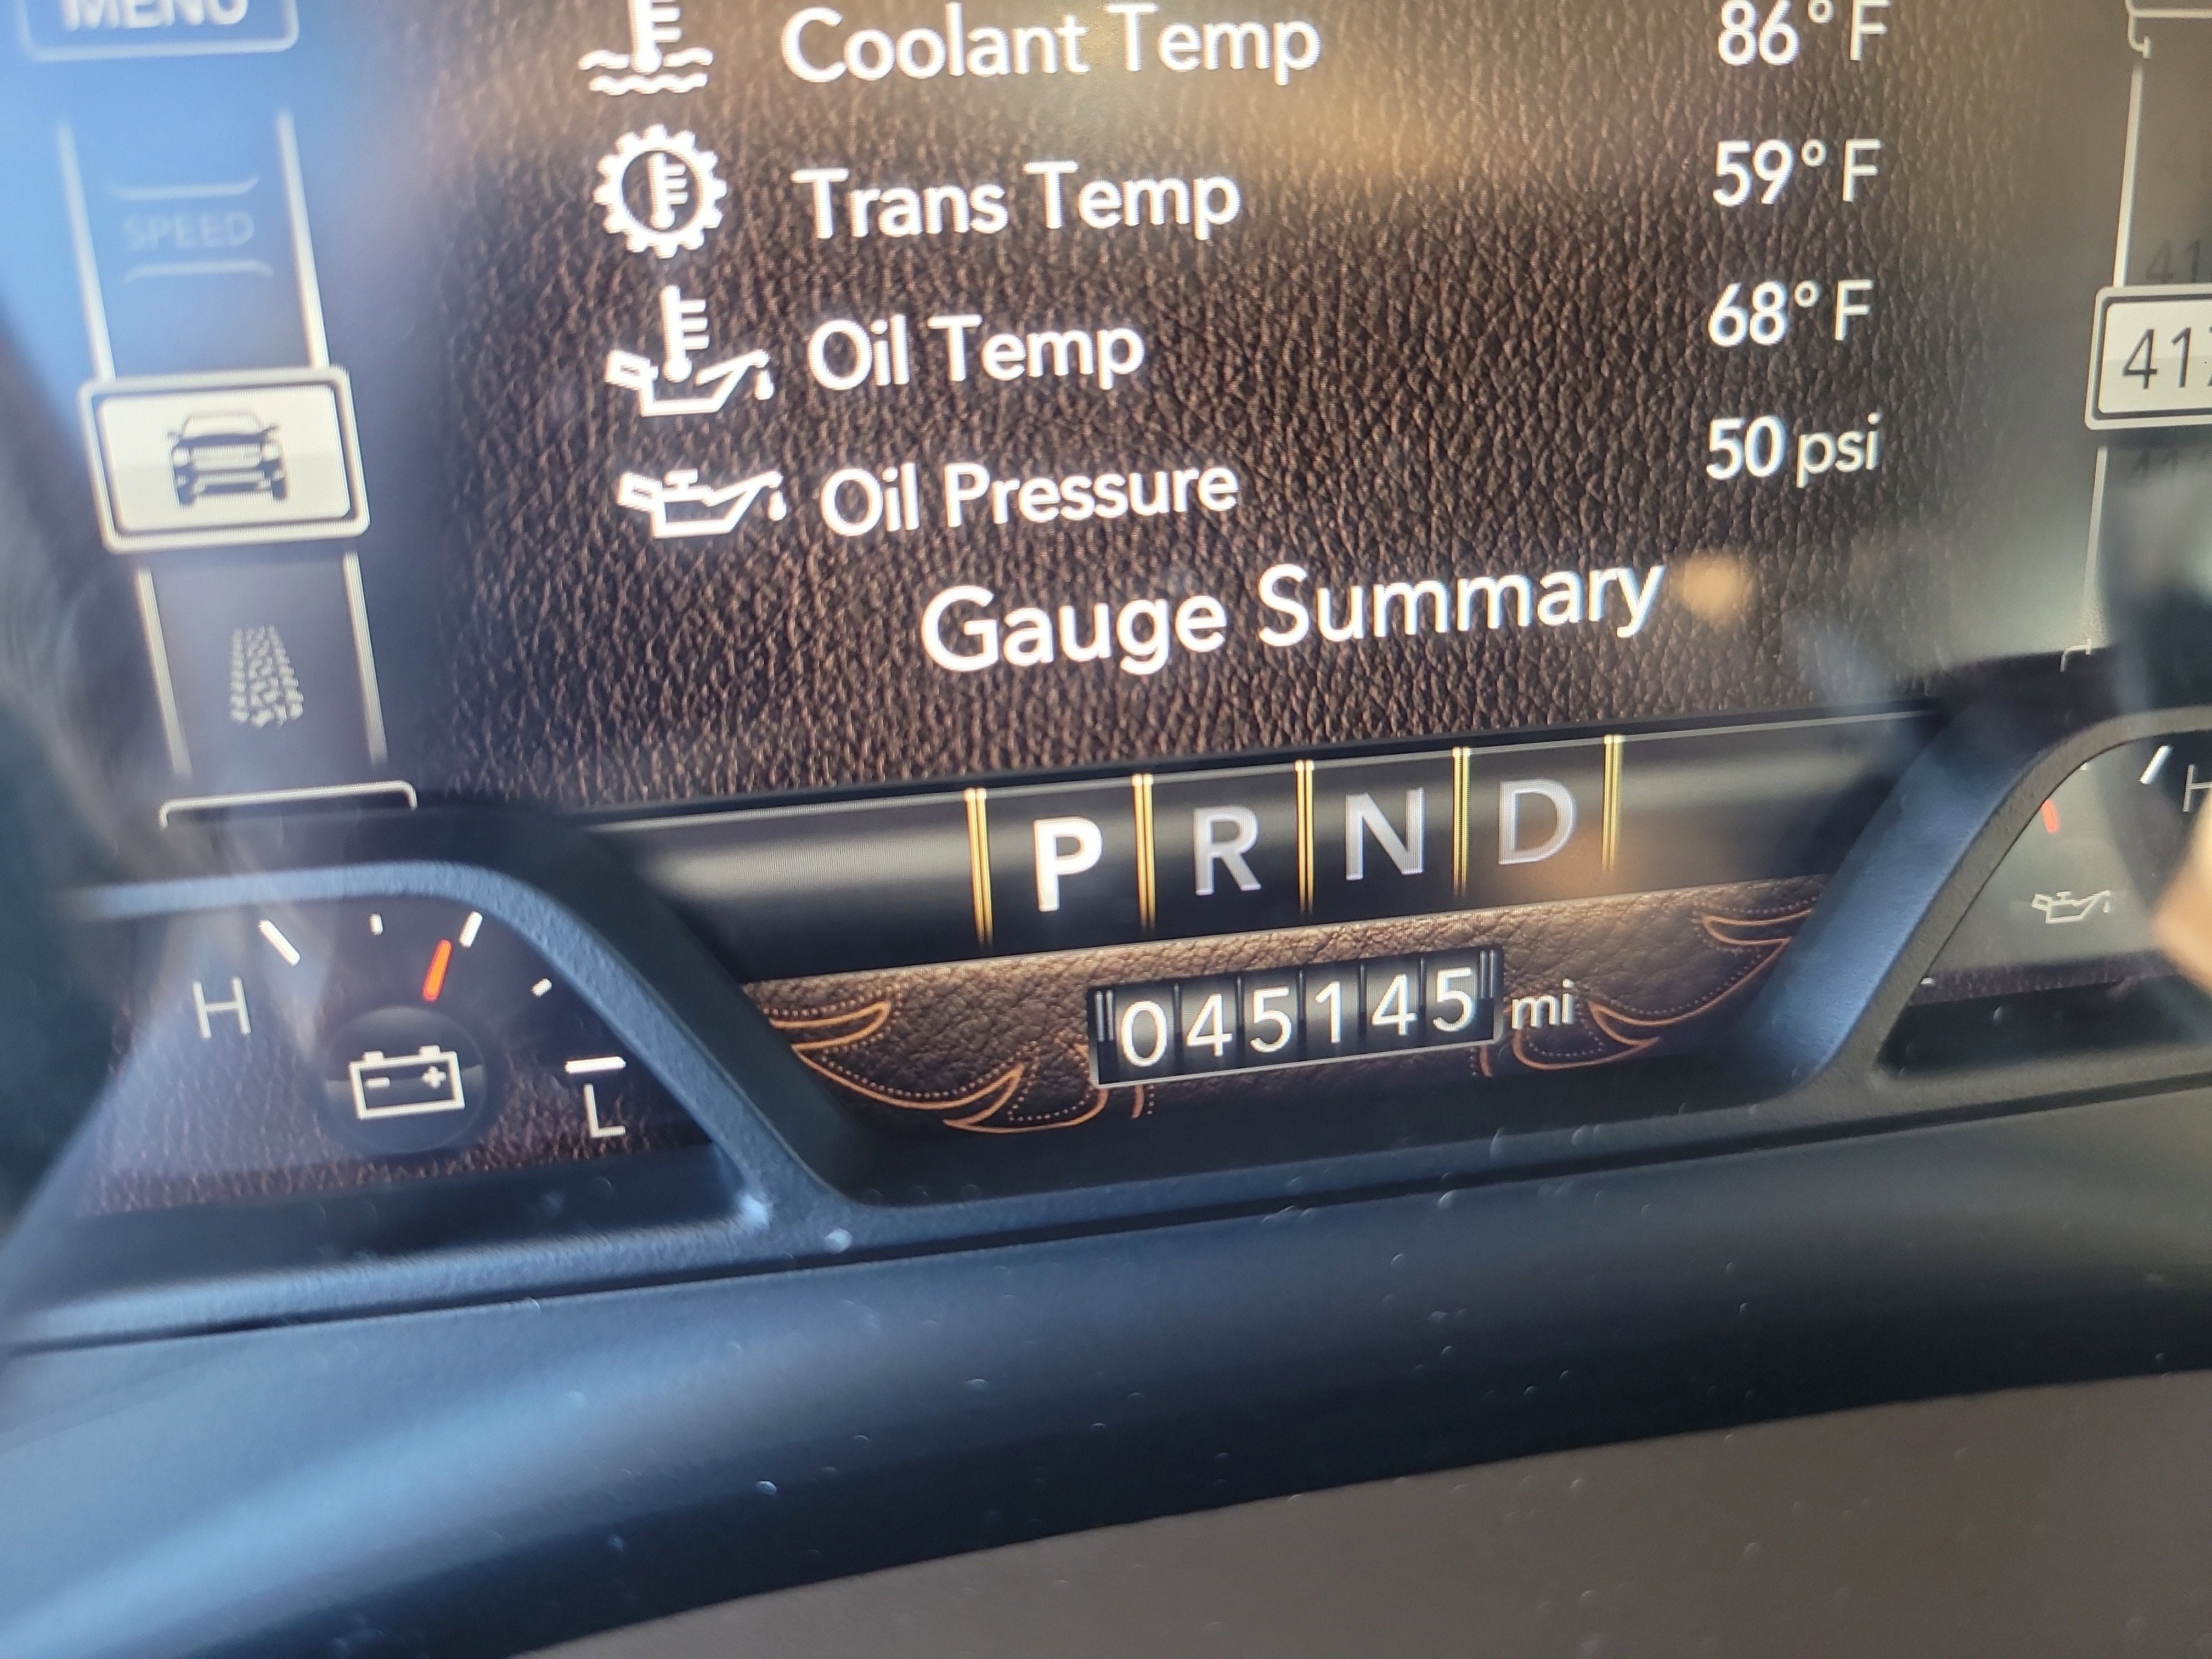 MENU
Coolant Temp 86° F
SPEED
Trans Temp 59° F
Oil Temp 68° F
Oil Pressure 50 psi
Gauge Summary
P R N D
H
H
045145 mi
L